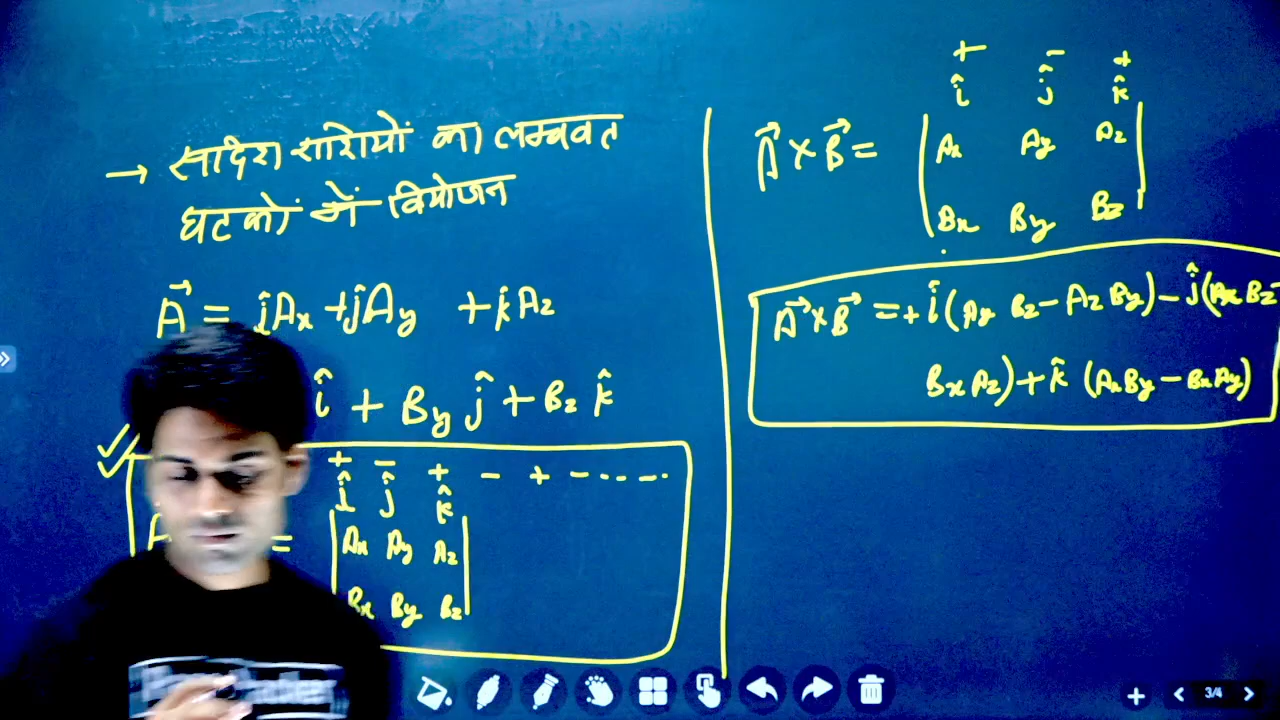 → सदिश राशियों का लम्बवत
घटकों में वियोजन
A⃗ = îAx + ĵAy + k̂Az
î + By ĵ + Bz k̂
+ − + − + − ....
î ĵ k̂
= | Ax Ay Az |
Bx By Bz
+ − +
î ĵ k̂
A⃗ × B⃗ = | Ax Ay Az |
Bx By Bz
A⃗ × B⃗ = + î (Ay Bz − Az By) − ĵ (Ax Bz −
Bx Az) + k̂ (Ax By − Bx Ay)
3/4